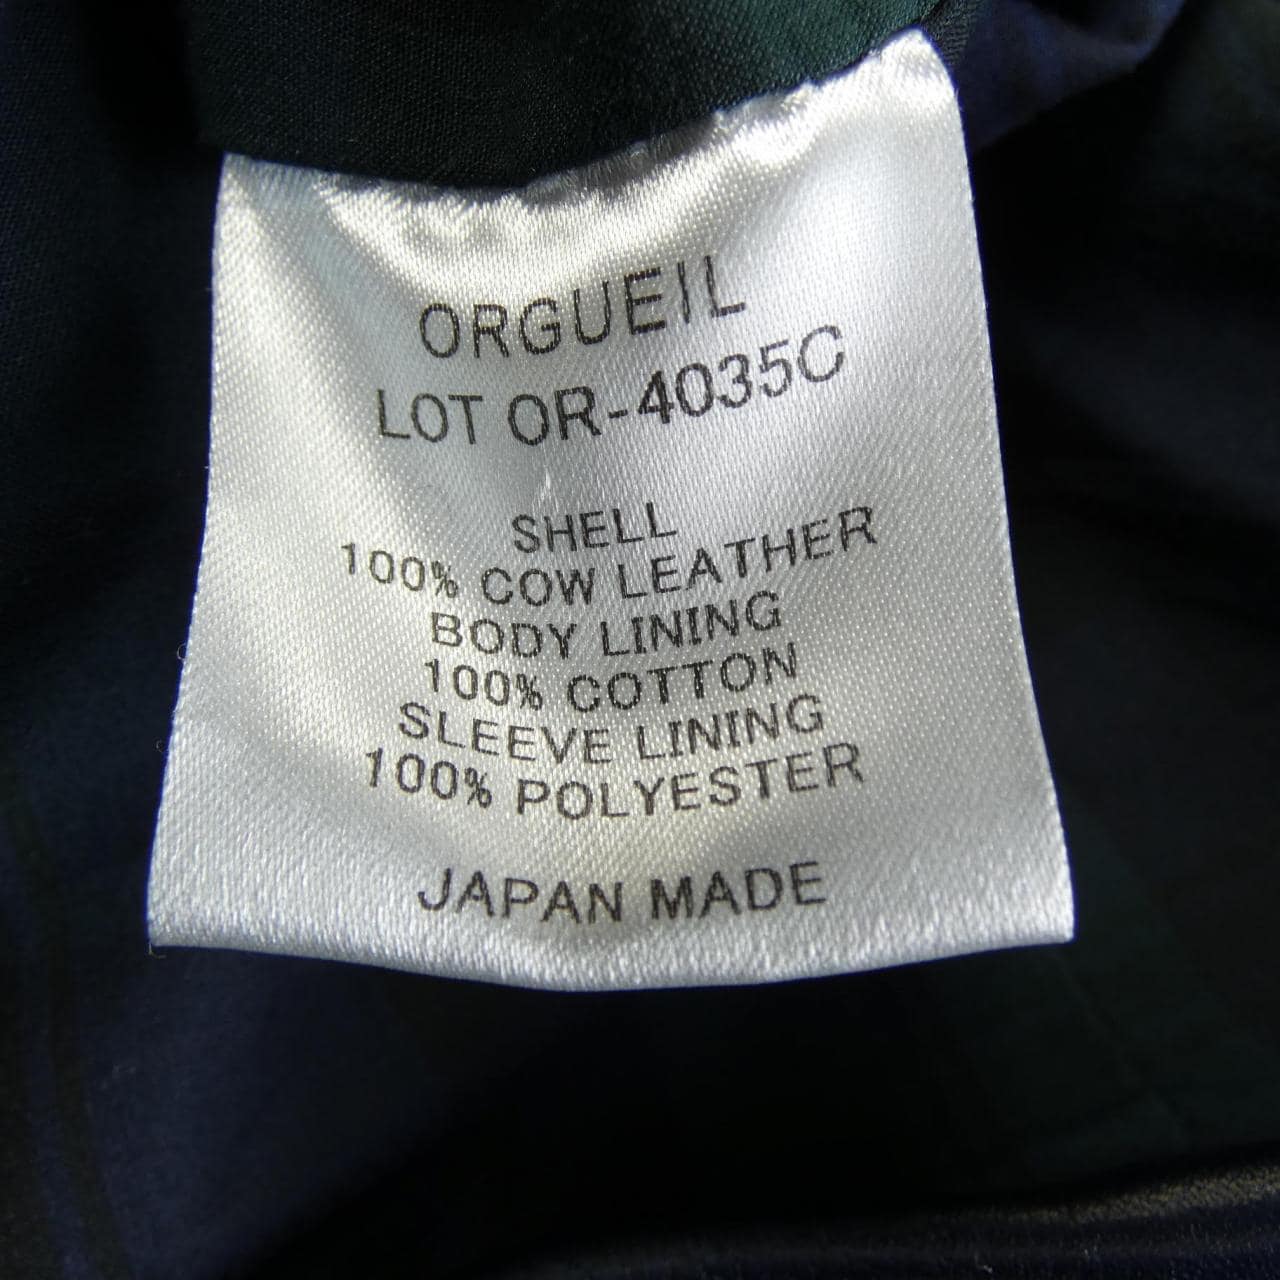 ORGUEIL
LOT OR-4035C
SHELL
100% COW LEATHER
BODY LINING
100% COTTON
SLEEVE LINING
100% POLYESTER
JAPAN MADE